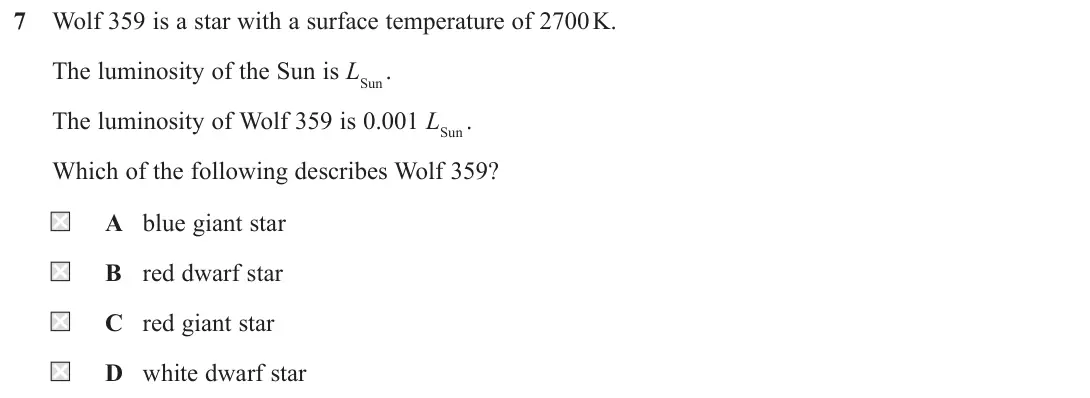 7 Wolf 359 is a star with a surface temperature of 2700 K.
The luminosity of the Sun is L_Sun.
The luminosity of Wolf 359 is 0.001 L_Sun.
Which of the following describes Wolf 359?
A blue giant star
B red dwarf star
C red giant star
D white dwarf star